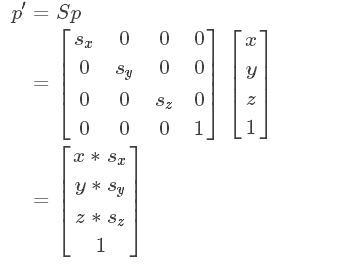 p′ = Sp
= [ s_x 0 0 0 ] [ x ]
[ 0 s_y 0 0 ] [ y ]
[ 0 0 s_z 0 ] [ z ]
[ 0 0 0 1 ] [ 1 ]
= [ x * s_x ]
[ y * s_y ]
[ z * s_z ]
[ 1 ]